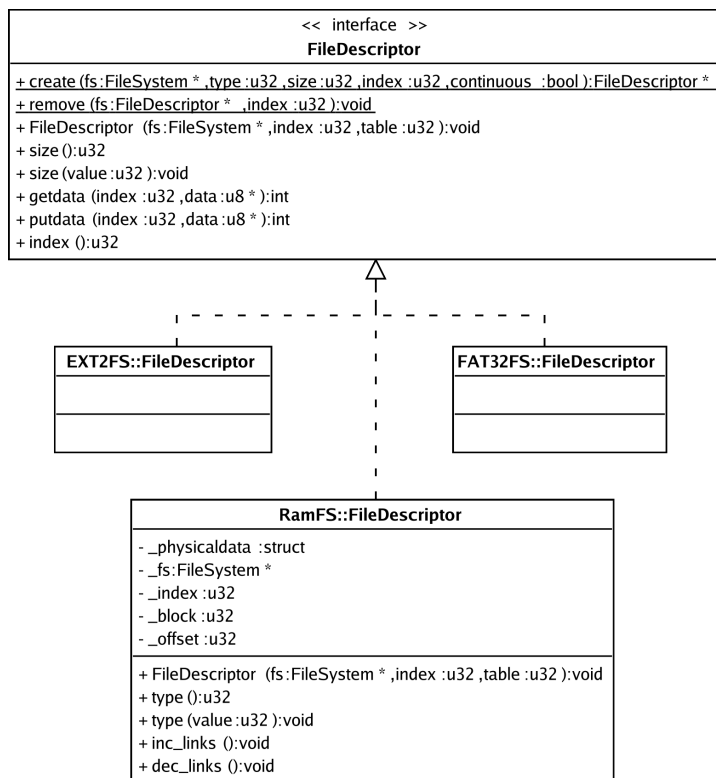 << interface >>
FileDescriptor
+ create (fs:FileSystem * ,type :u32 ,size :u32 ,index :u32 ,continuous :bool ):FileDescriptor *
+ remove (fs:FileDescriptor * ,index :u32 ):void
+ FileDescriptor (fs:FileSystem * ,index :u32 ,table :u32 ):void
+ size ():u32
+ size (value :u32 ):void
+ getdata (index :u32 ,data :u8 * ):int
+ putdata (index :u32 ,data :u8 * ):int
+ index ():u32
EXT2FS::FileDescriptor
FAT32FS::FileDescriptor
RamFS::FileDescriptor
- _physicaldata :struct
- _fs:FileSystem *
- _index :u32
- _block :u32
- _offset :u32
+ FileDescriptor (fs:FileSystem * ,index :u32 ,table :u32 ):void
+ type ():u32
+ type (value :u32 ):void
+ inc_links ():void
+ dec_links ():void